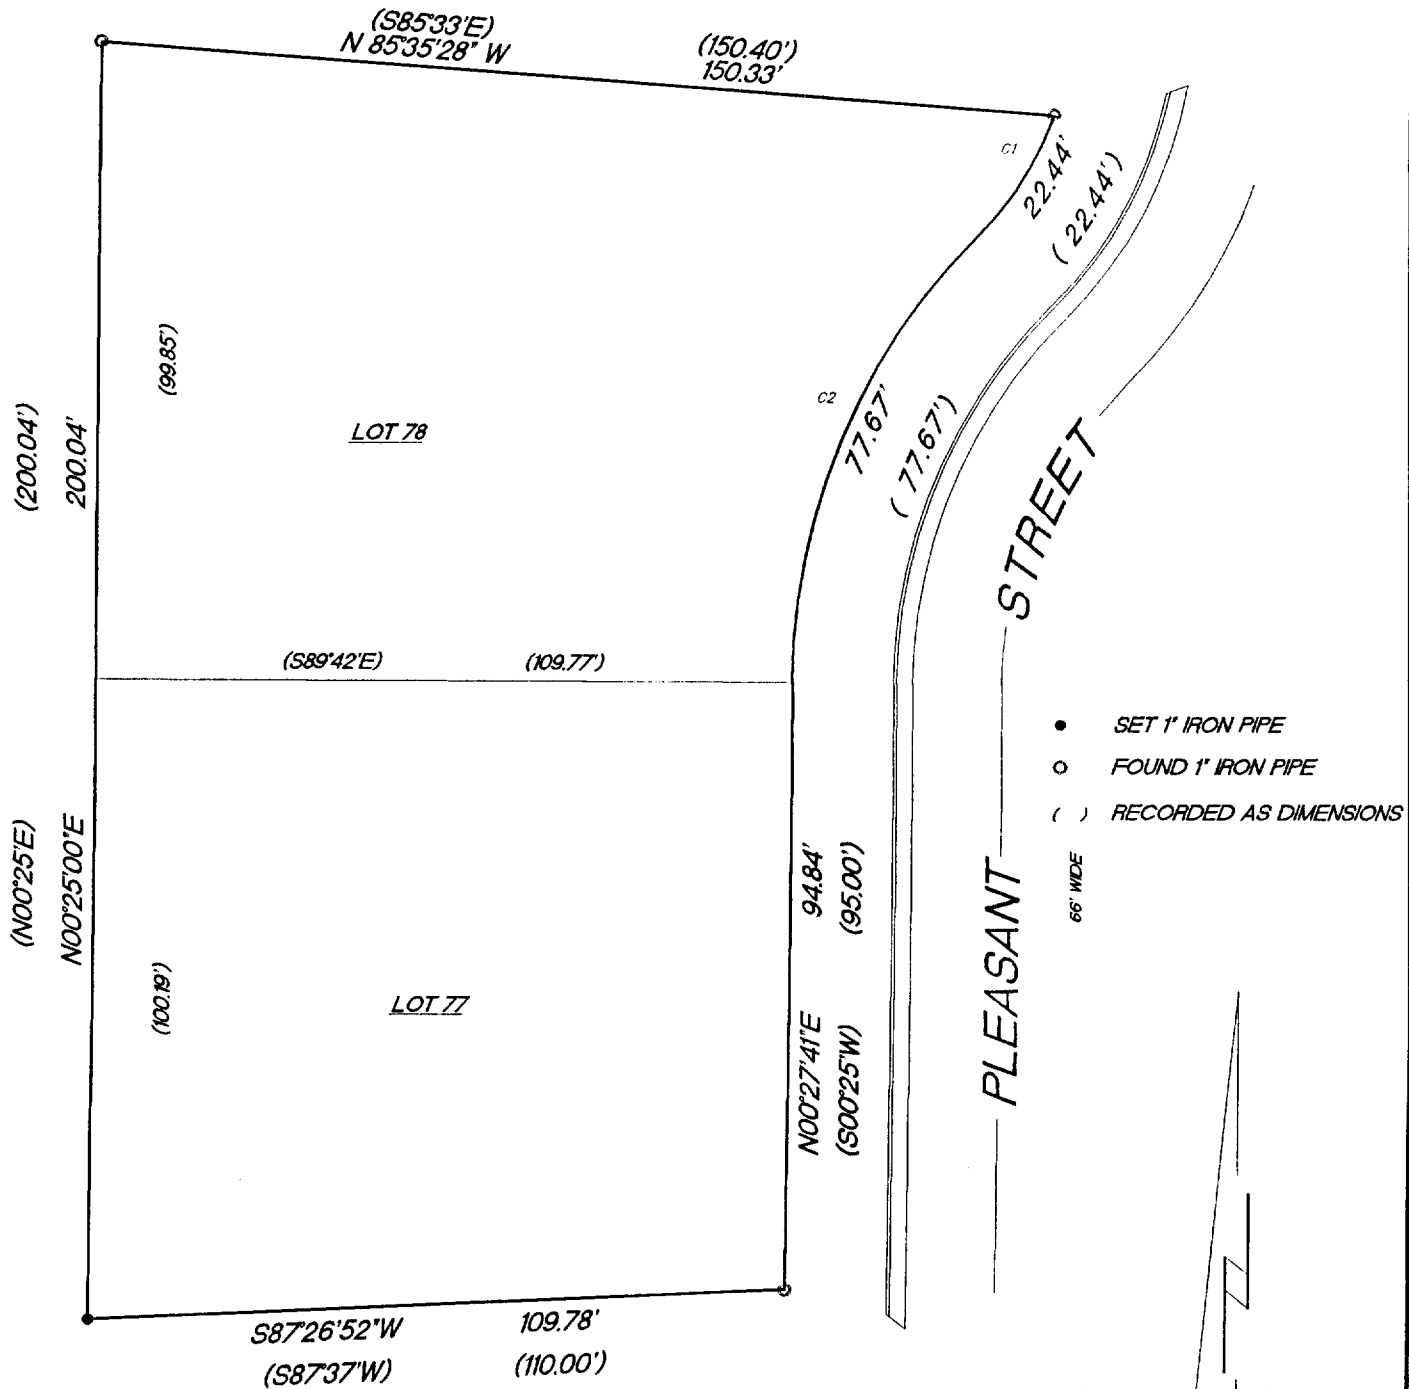 (S85°33'E)
N 85°35'28" W
(150.40')
150.33'
C1
22.44'
(22.44')
(99.85')
C2
77.67'
(77.67')
LOT 78
(200.04')
200.04'
STREET
(S89°42'E)
(109.77')
SET 1" IRON PIPE
FOUND 1" IRON PIPE
( ) RECORDED AS DIMENSIONS
(N00°25'E)
N00°25'00"E
94.84'
(95.00')
66' WIDE
PLEASANT
(100.19')
LOT 77
N00°27'41"E
(S00°25'W)
S87°26'52"W
109.78'
(S87°37'W)
(110.00')